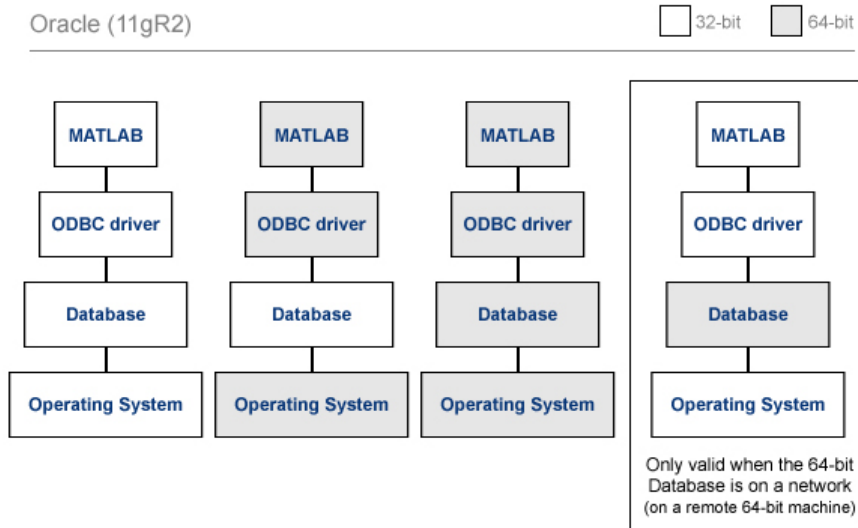 Oracle (11gR2)
32-bit
64-bit
MATLAB
ODBC driver
Database
Operating System
MATLAB
ODBC driver
Database
Operating System
MATLAB
ODBC driver
Database
Operating System
MATLAB
ODBC driver
Database
Operating System
Only valid when the 64-bit
Database is on a network
(on a remote 64-bit machine)